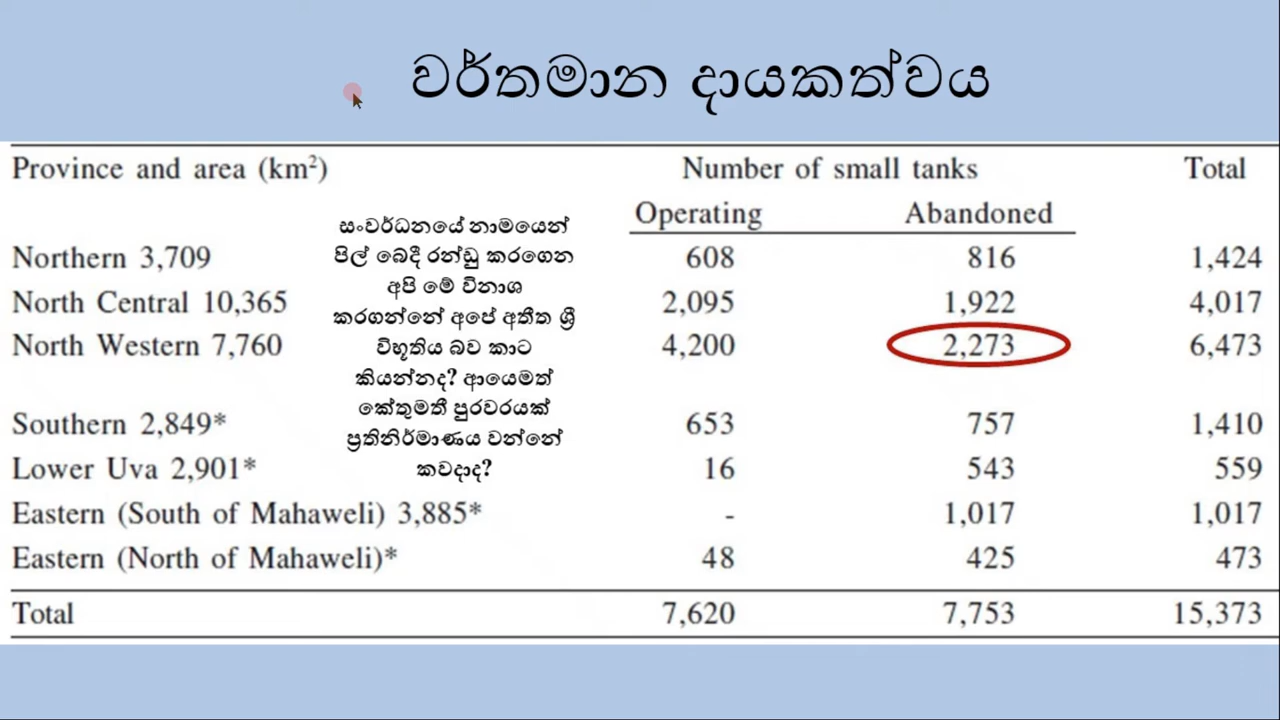 වර්තමාන දායකත්වය
Province and area (km²) Number of small tanks Total
Operating Abandoned
සංවර්ධනයේ නාමයෙන්
පිල් බෙදී රන්ඩු කරගෙන
අපි මේ විනාශ
කරගන්නේ අපේ අතීත ශ්‍රී
විභූතිය බව කාට
කියන්නද? ආයෙමත්
කේතුමතී පුරවරයක්
ප්‍රතිනිර්මාණය වන්නේ
කවදාද?
Northern 3,709 608 816 1,424
North Central 10,365 2,095 1,922 4,017
North Western 7,760 4,200 2,273 6,473
Southern 2,849* 653 757 1,410
Lower Uva 2,901* 16 543 559
Eastern (South of Mahaweli) 3,885* - 1,017 1,017
Eastern (North of Mahaweli)* 48 425 473
Total 7,620 7,753 15,373